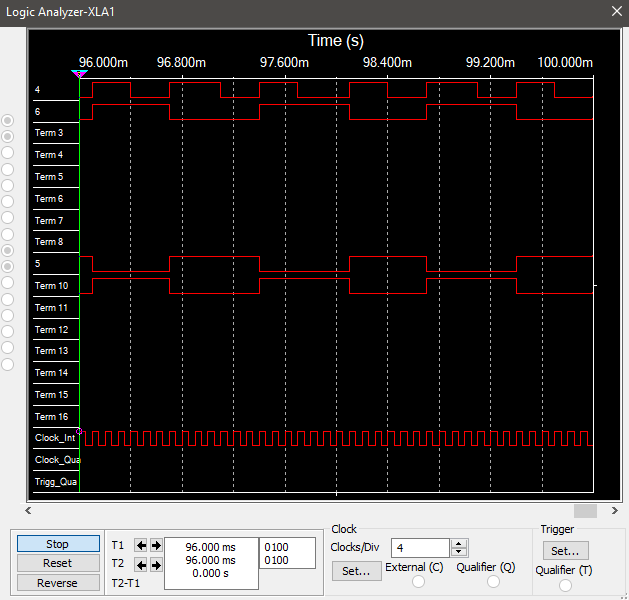 Logic Analyzer-XLA1
Time (s)
96.000m 96.800m 97.600m 98.400m 99.200m 100.000m
4
6
Term 3
Term 4
Term 5
Term 6
Term 7
Term 8
5
Term 10
Term 11
Term 12
Term 13
Term 14
Term 15
Term 16
Clock_Int
Clock_Qua
Trigg_Qua
Stop
Reset
Reverse
T1
T2
T2-T1
96.000 ms 0100
96.000 ms 0100
0.000 s
Clock
Clocks/Div 4
Set... External (C) Qualifier (Q)
Trigger
Set...
Qualifier (T)